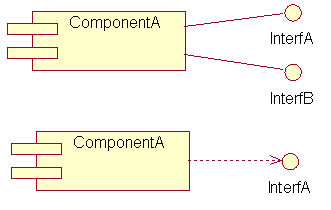 ComponentA
InterfA
InterfB
ComponentA
InterfA